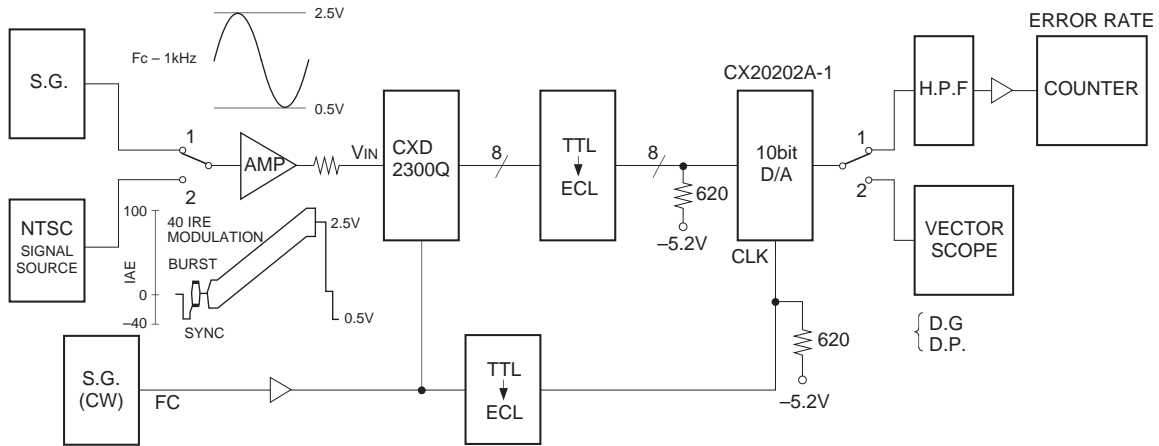 2.5V
Fc – 1kHz
0.5V
S.G.
1
2
AMP
VIN
CXD
2300Q
8
TTL
ECL
8
620
–5.2V
CX20202A-1
10bit
D/A
CLK
1
2
H.P.F
ERROR RATE
COUNTER
VECTOR
SCOPE
D.G
D.P.
NTSC
SIGNAL
SOURCE
100
40 IRE
MODULATION
2.5V
IAE
BURST
0
–40
SYNC
0.5V
S.G.
(CW)
FC
TTL
ECL
620
–5.2V